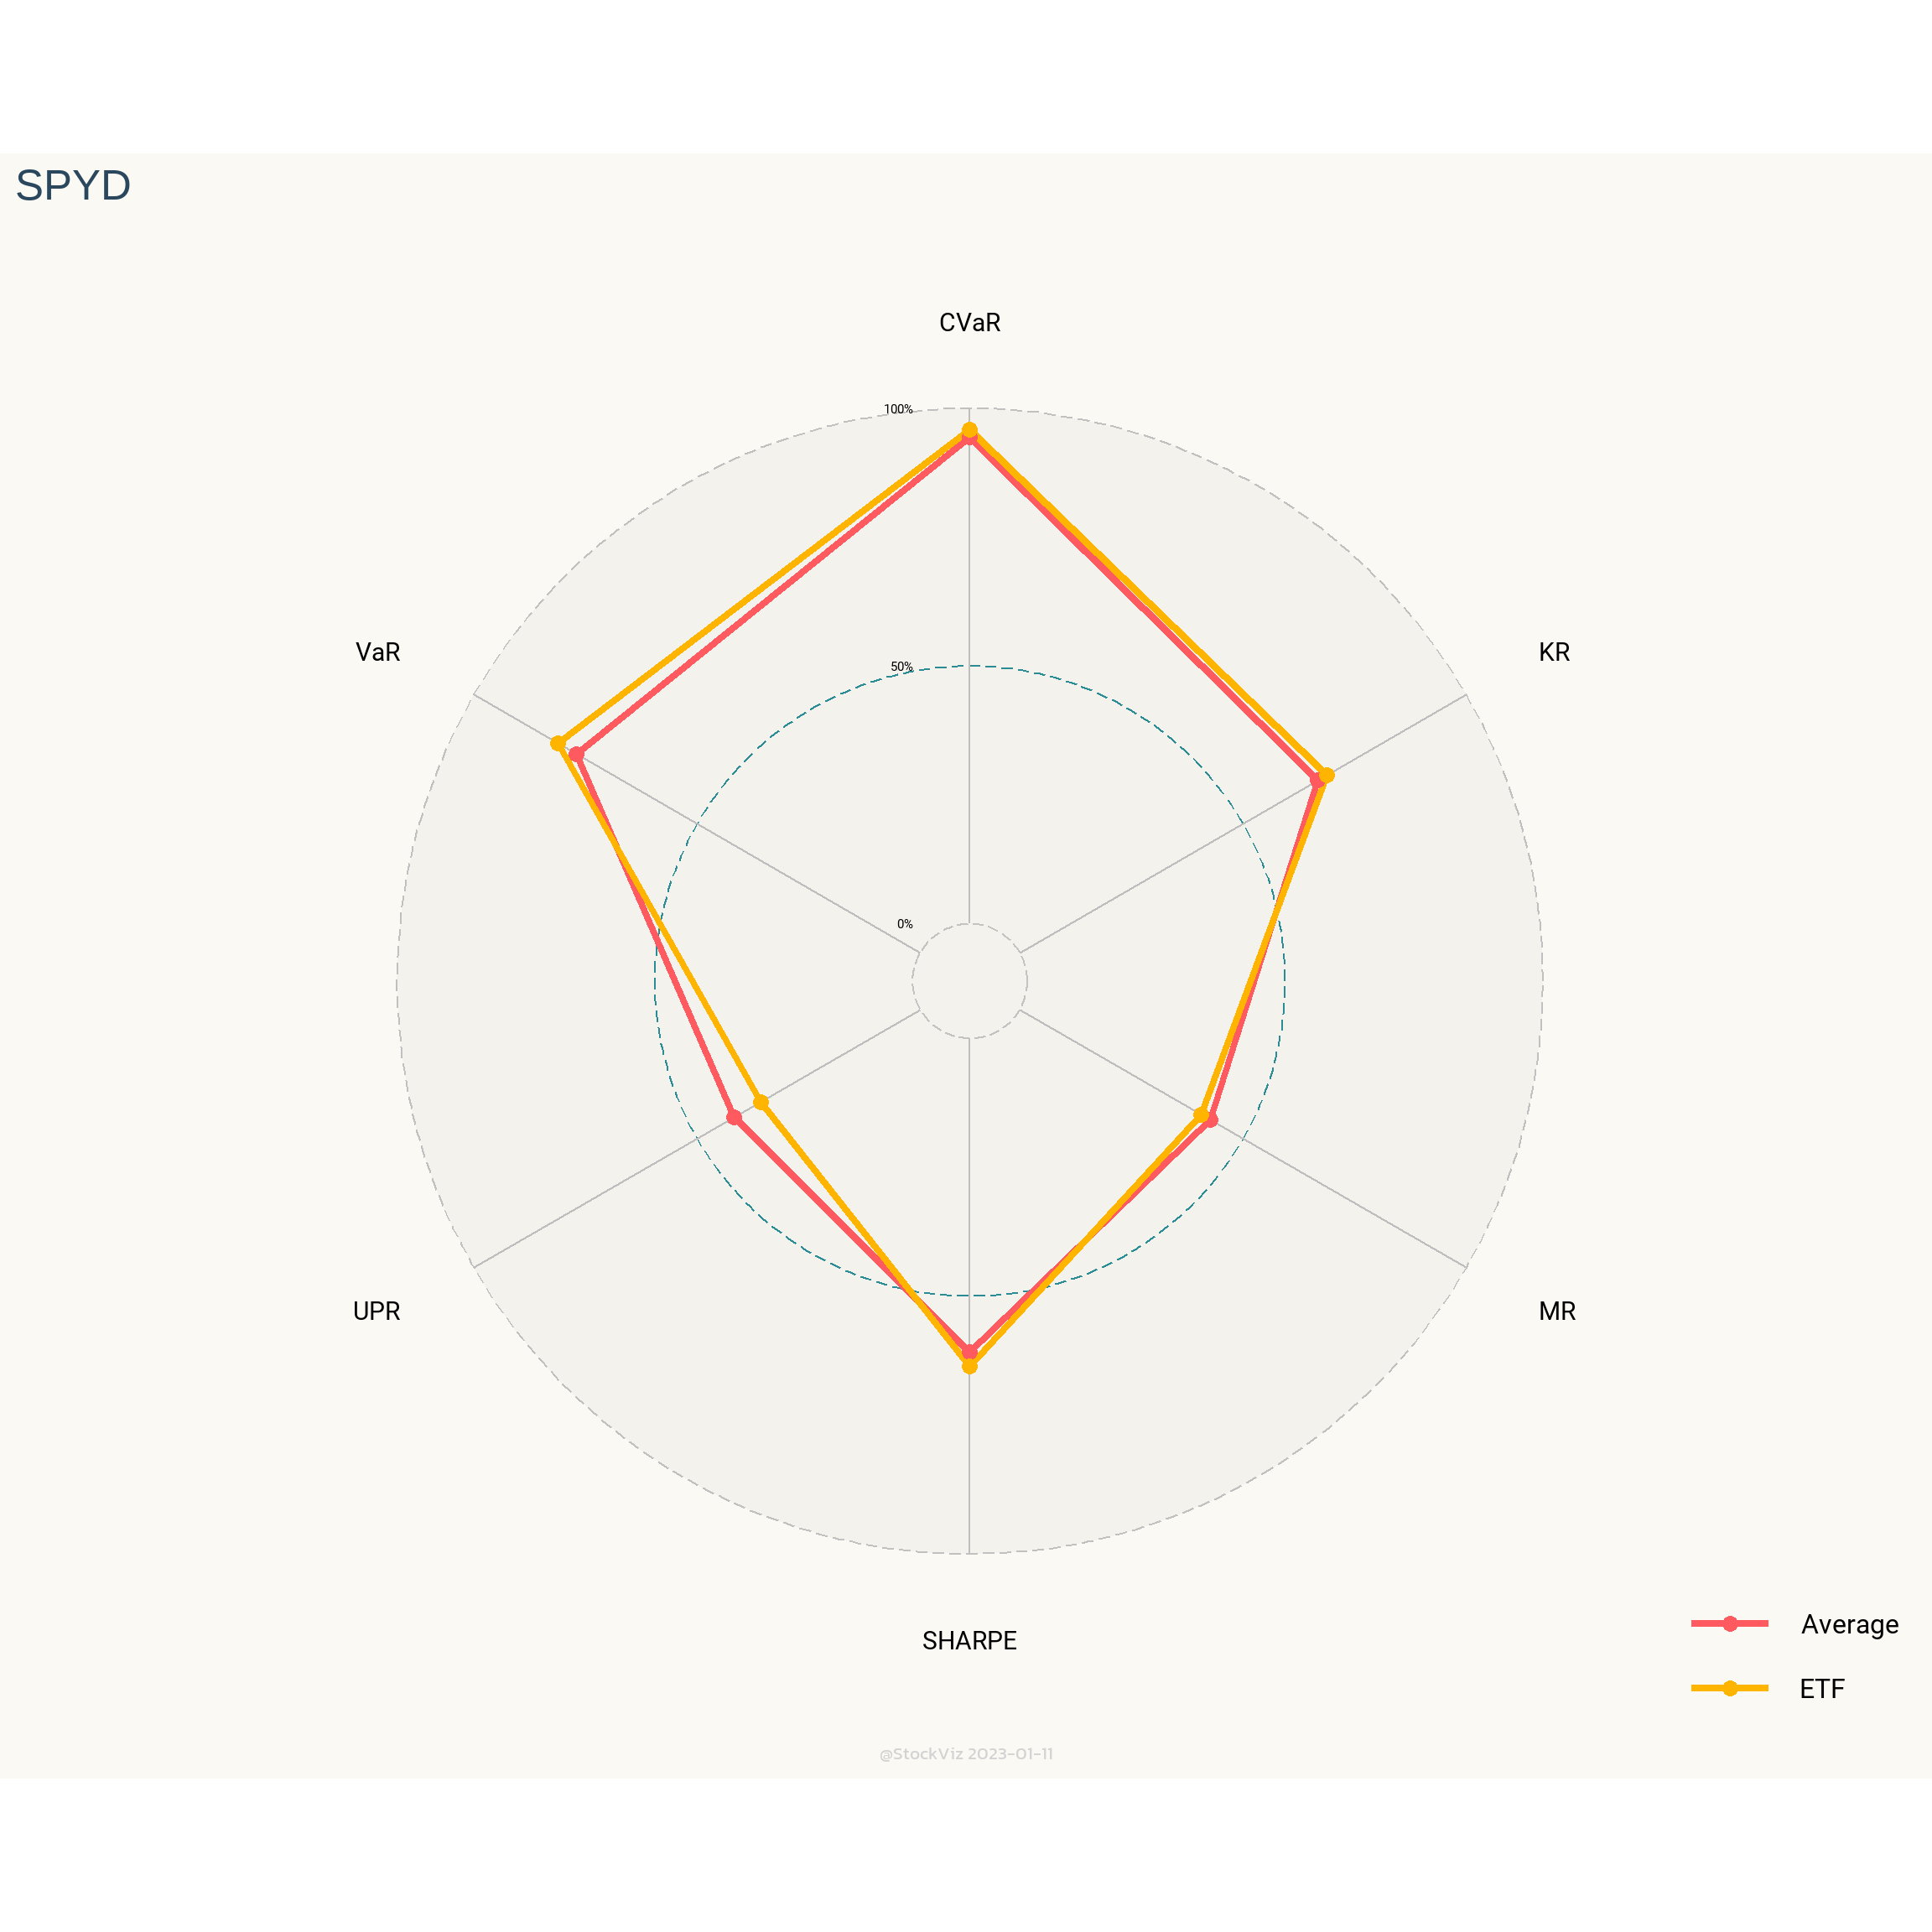 SPYD
CVaR
100%
VaR
KR
50%
0%
UPR
MR
SHARPE
Average
ETF
@StockViz 2023-01-11